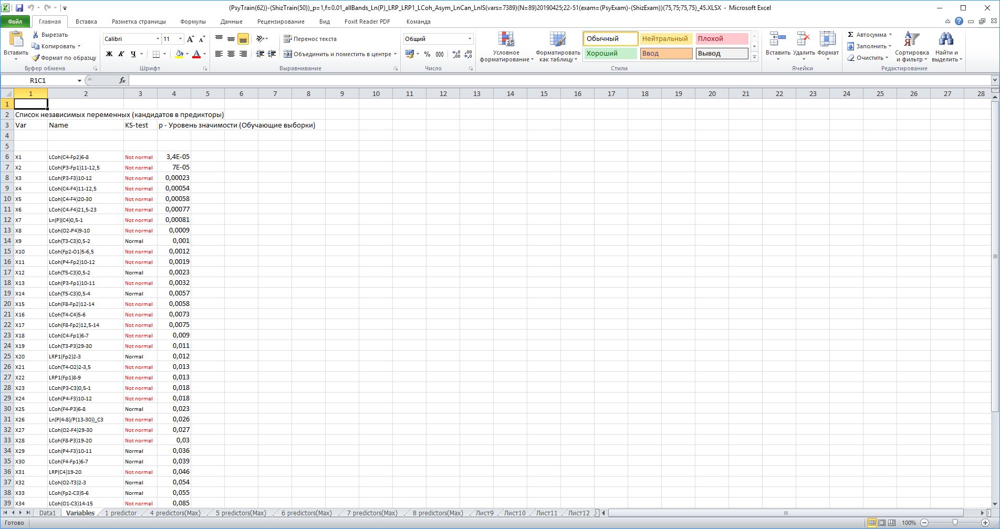 (PsyTrain(62))-(ShizTrain(50))_p=1,f=0.01_allBands_Ln(P)_LRP_LRP1_LCoh_Asym_LnCan_LnIS(vars=7389)(N=89)20190425;22-51(exam=(PsyExam)-(ShizExam))(75,75;75,75)_45.XLSX - Microsoft Excel
Файл Главная Вставка Разметка страницы Формулы Данные Рецензирование Вид Foxit Reader PDF Команда
Вставить
Вырезать
Копировать
Формат по образцу
Буфер обмена
Calibri 11
Ж К Ч
Шрифт
Перенос текста
Объединить и поместить в центре
Выравнивание
Общий
% 000
Число
Условное форматирование
Форматировать как таблицу
Обычный Нейтральный Плохой
Хороший Ввод Вывод
Стили
Вставить Удалить Формат
Ячейки
Σ Автосумма
Заполнить
Очистить
Сортировка и фильтр
Найти и выделить
Редактирование
R1C1 fx
1 2 3 4 5 6 7 8 9 10 11 12 13 14 15 16 17 18 19 20 21 22 23 24 25 26 27 28
1
2 Список независимых переменных (кандидатов в предикторы)
3 Var Name KS-test p - Уровень значимости (Обучающие выборки)
4
5
6 X1 LCoh(C4-Fp2)6-8 Not normal 3,4E-05
7 X2 LCoh(P3-Fp1)11-12,5 Not normal 7E-05
8 X3 LCoh(P3-F3)10-12 Not normal 0,00023
9 X4 LCoh(C4-F4)11-12,5 Not normal 0,00054
10 X5 LCoh(C4-F4)20-30 Not normal 0,00058
11 X6 LCoh(C4-F4)21,5-23 Not normal 0,00077
12 X7 Ln(P)(C4)0,5-1 Not normal 0,00081
13 X8 LCoh(O2-P4)9-10 Not normal 0,0009
14 X9 LCoh(T3-C3)0,5-2 Normal 0,001
15 X10 LCoh(Fp2-O1)5-6,5 Not normal 0,0012
16 X11 LCoh(P4-Fp2)10-12 Not normal 0,0019
17 X12 LCoh(T5-C3)0,5-2 Normal 0,0023
18 X13 LCoh(P3-Fp1)10-11 Not normal 0,0032
19 X14 LCoh(T5-C3)0,5-4 Normal 0,0057
20 X15 LCoh(F8-Fp2)12-14 Not normal 0,0058
21 X16 LCoh(T4-C4)5-6 Not normal 0,0073
22 X17 LCoh(F8-Fp2)12,5-14 Not normal 0,0075
23 X18 LCoh(C4-Fp1)6-7 Not normal 0,009
24 X19 LCoh(T3-P3)29-30 Not normal 0,011
25 X20 LRP1(Fp2)2-3 Normal 0,012
26 X21 LCoh(T4-O2)2-3,5 Not normal 0,013
27 X22 LRP1(Fp1)8-9 Not normal 0,013
28 X23 LCoh(P3-C3)0,5-1 Not normal 0,018
29 X24 LCoh(P4-F3)10-12 Not normal 0,018
30 X25 LCoh(F4-P3)6-8 Normal 0,023
31 X26 Ln(P(4-8)/P(13-30))_C3 Not normal 0,026
32 X27 LCoh(O2-F4)29-30 Not normal 0,027
33 X28 LCoh(F8-P3)19-20 Not normal 0,03
34 X29 LCoh(P4-F3)10-11 Normal 0,036
35 X30 LCoh(F4-Fp1)6-7 Normal 0,039
36 X31 LRP(C4)19-20 Not normal 0,046
37 X32 LCoh(O2-T3)2-3 Normal 0,054
38 X33 LCoh(Fp2-C3)5-6 Normal 0,055
39 X34 LCoh(O1-C3)14-15 Not normal 0,085
Data1 Variables 1 predictor 4 predictors(Max) 5 predictors(Max) 6 predictors(Max) 7 predictors(Max) 8 predictors(Max) Лист9 Лист10 Лист11 Лист12
Готово 100%